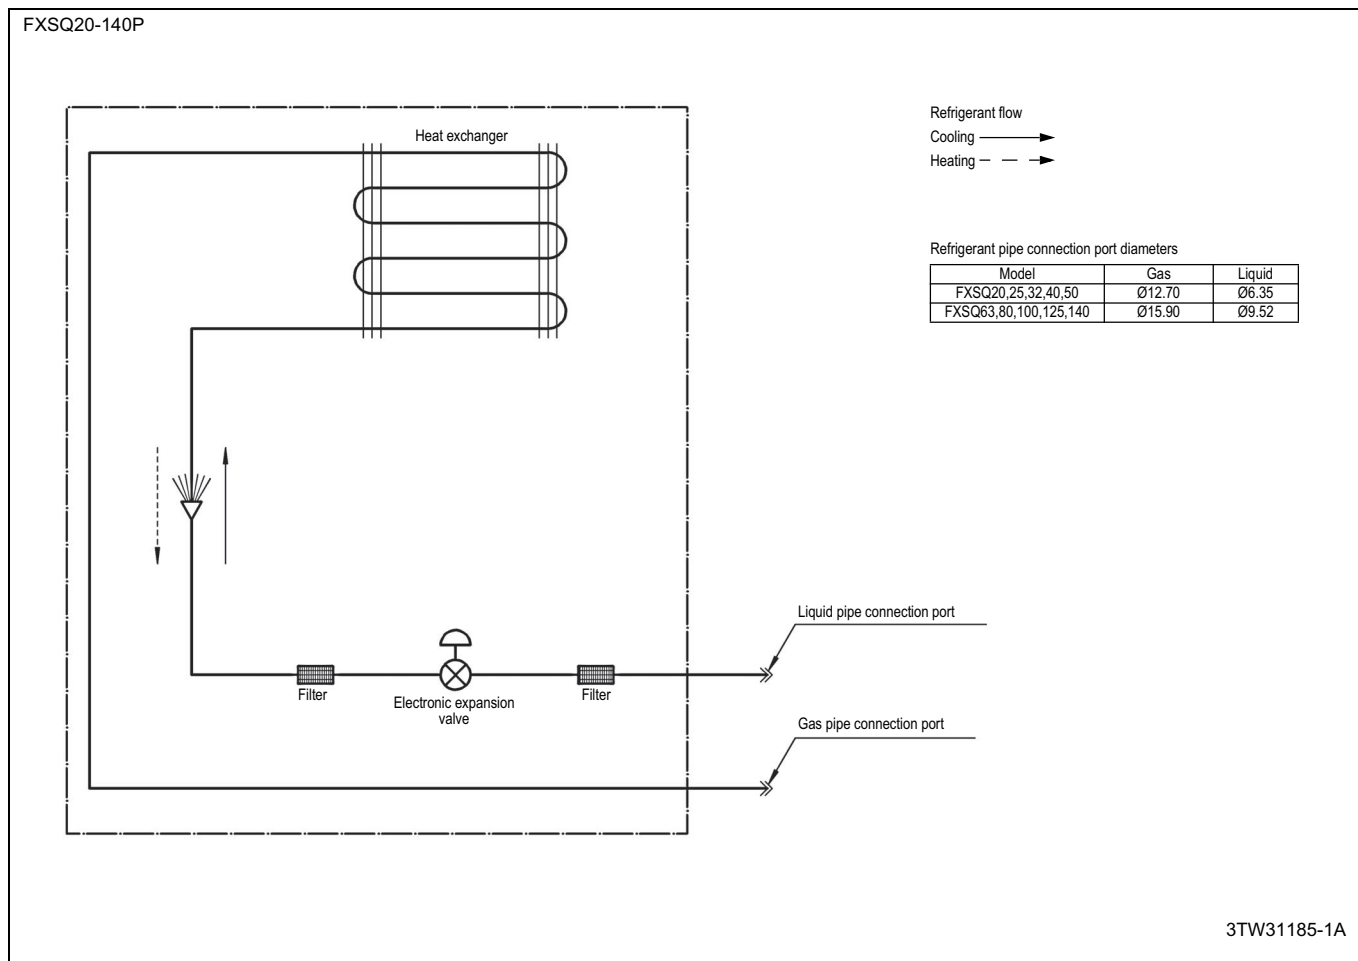 FXSQ20-140P
Heat exchanger
Refrigerant flow
Cooling
Heating
Refrigerant pipe connection port diameters
Model Gas Liquid
FXSQ20,25,32,40,50 Ø12.70 Ø6.35
FXSQ63,80,100,125,140 Ø15.90 Ø9.52
Liquid pipe connection port
Filter
Electronic expansion
valve
Filter
Gas pipe connection port
3TW31185-1A